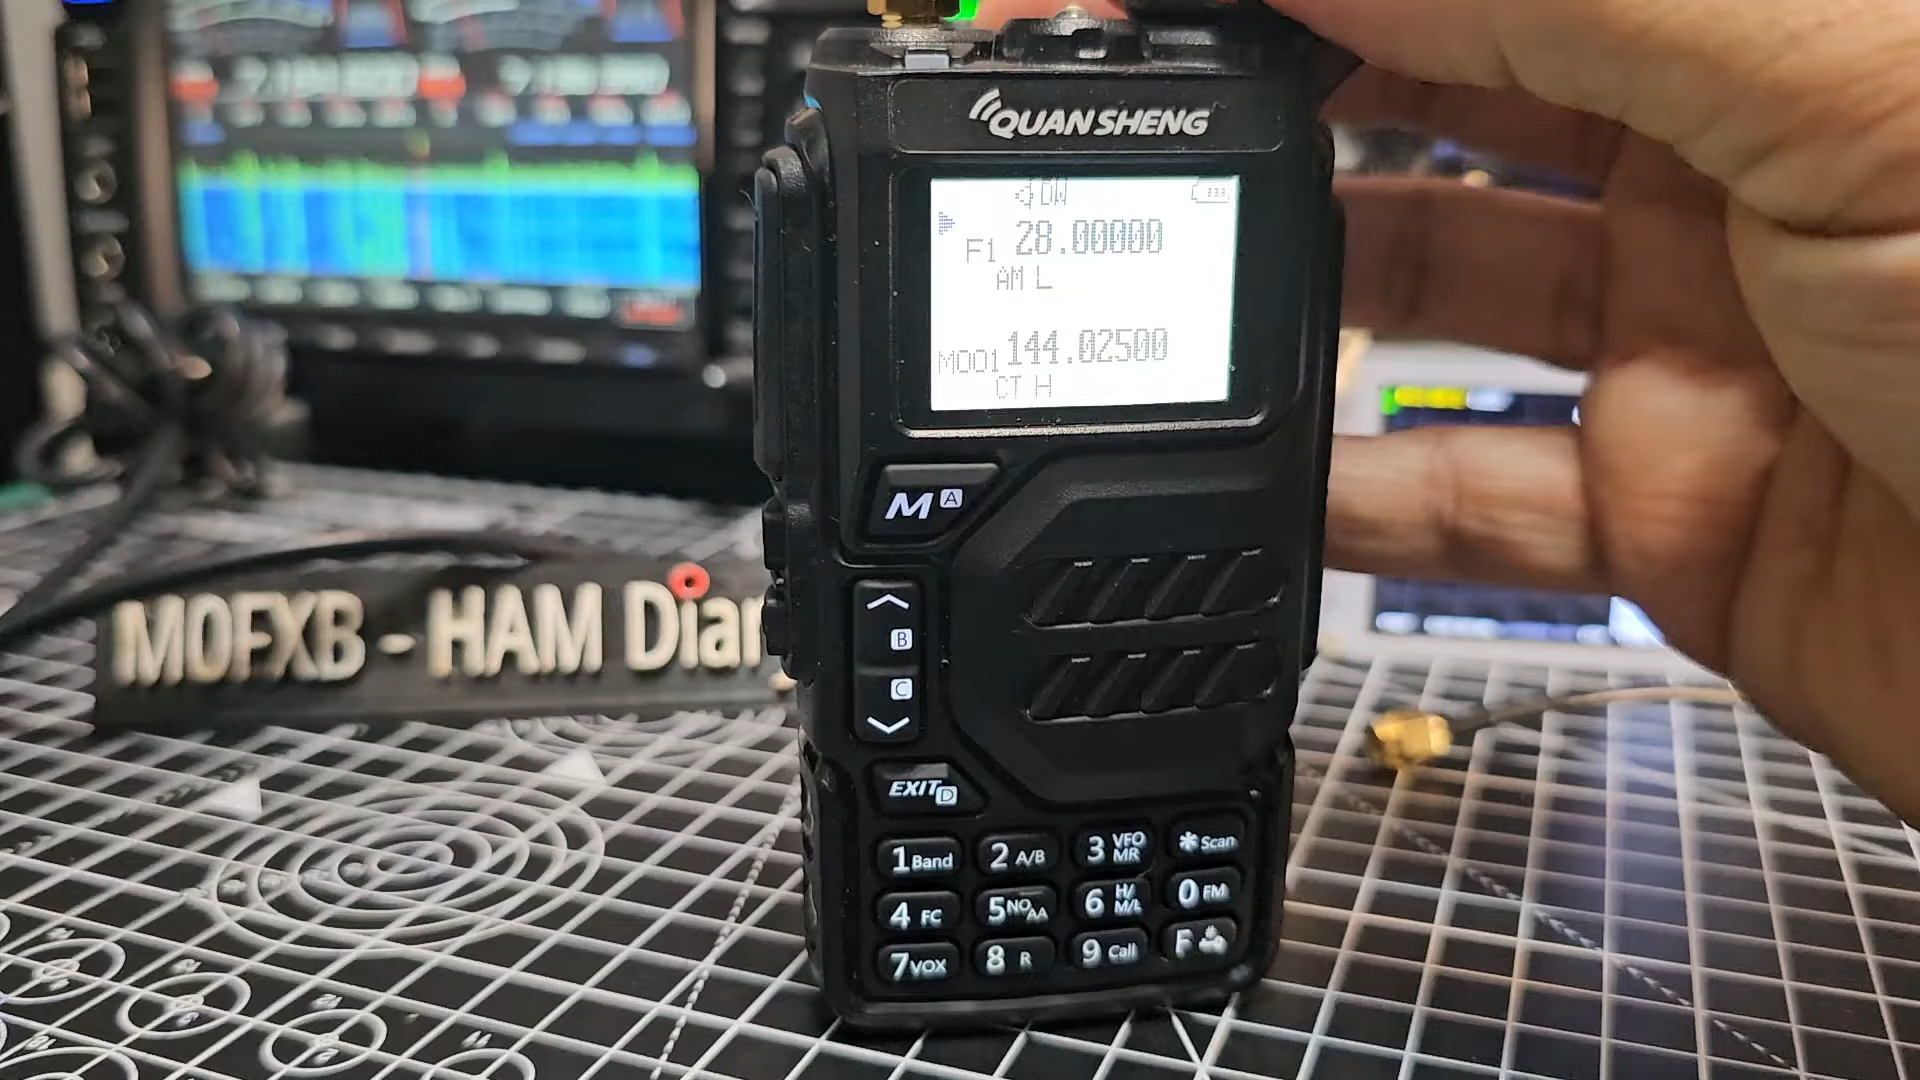 QUANSHENG
DW
F1 28.00000
AM L
M001 144.02500
CT H
M A
B
C
EXIT D
1 Band 2 A/B 3 VFO MR * Scan
4 FC 5 NOAA 6 H/M/L 0 FM
7 VOX 8 R 9 Call F
M0FXB - HAM Diar